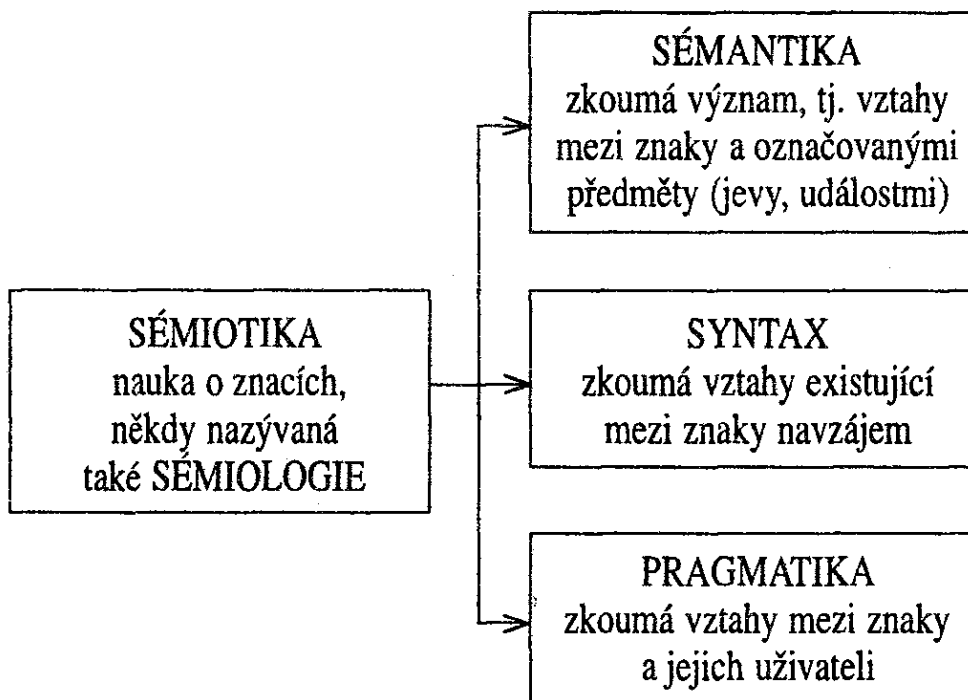 SÉMANTIKA
zkoumá význam, tj. vztahy
mezi znaky a označovanými
předměty (jevy, událostmi)
SÉMIOTIKA
nauka o znacích,
někdy nazývaná
také SÉMIOLOGIE
SYNTAX
zkoumá vztahy existující
mezi znaky navzájem
PRAGMATIKA
zkoumá vztahy mezi znaky
a jejich uživateli